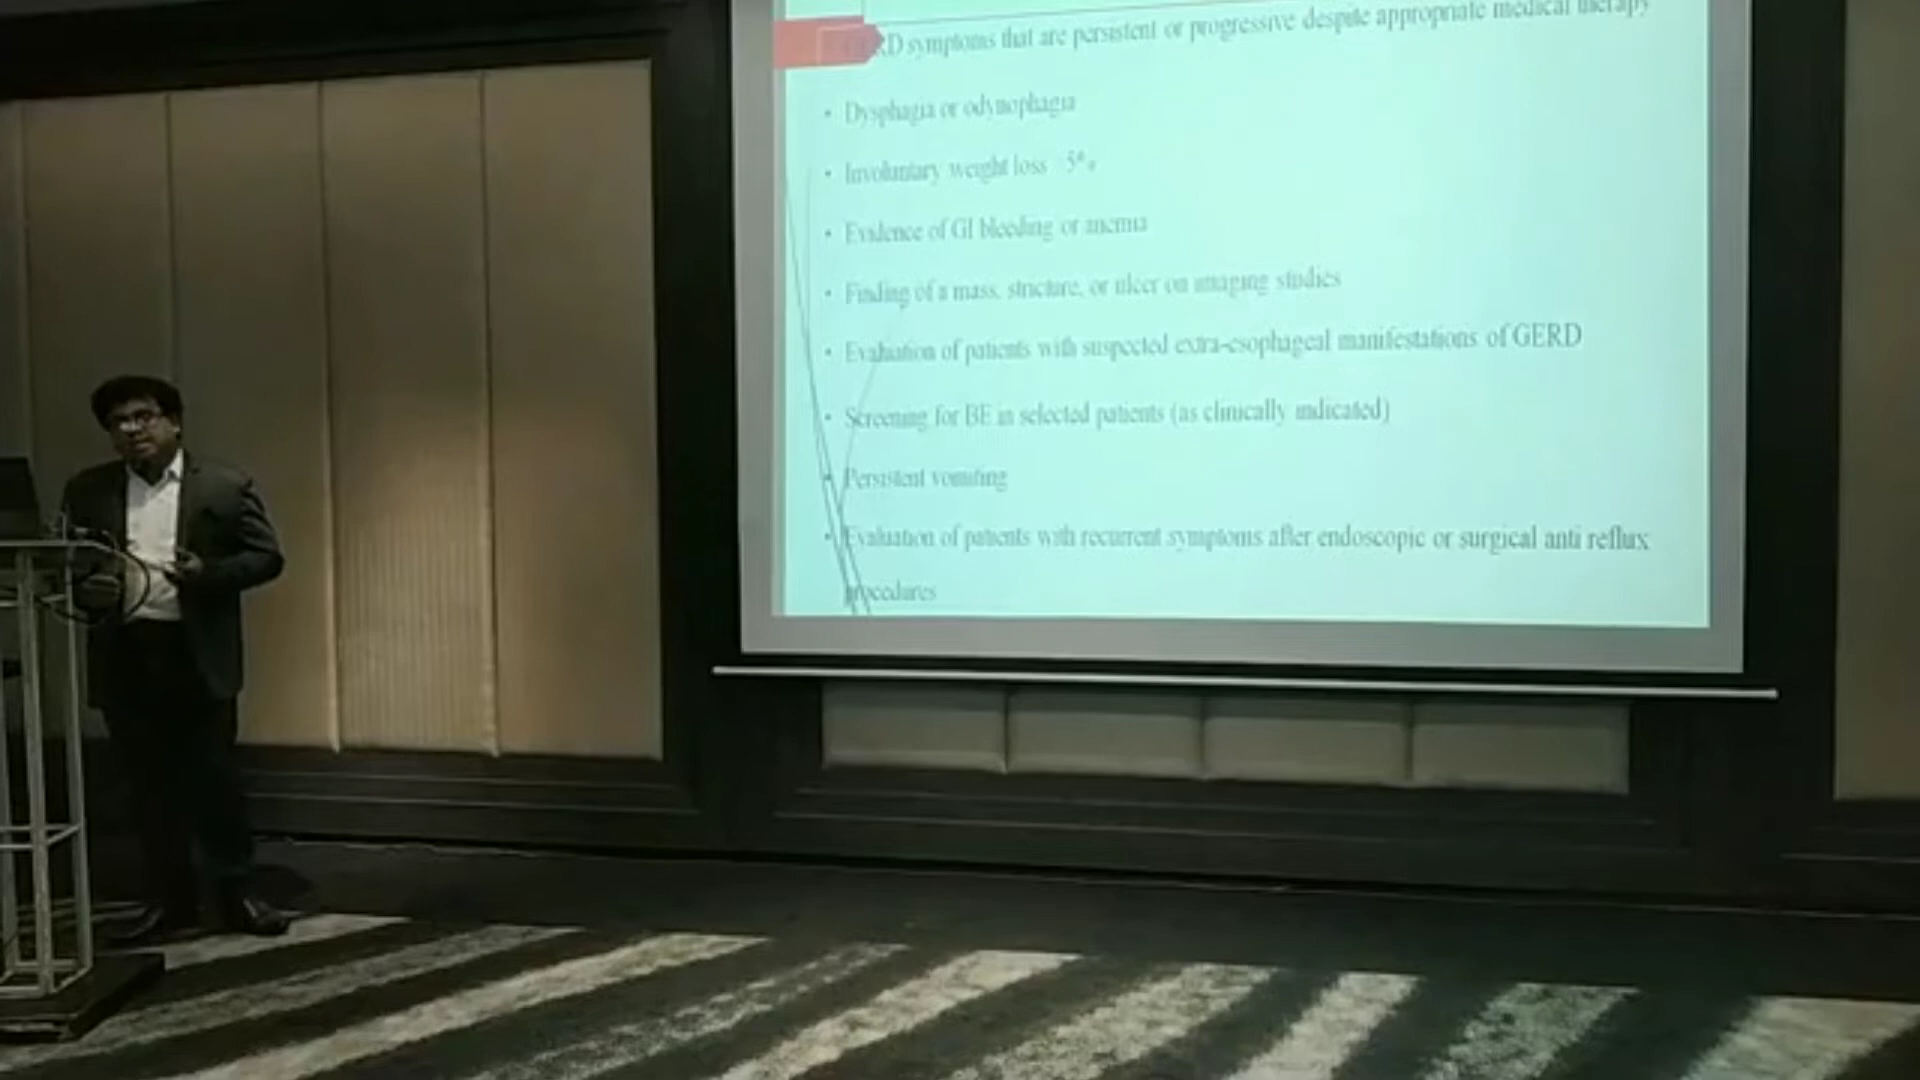 GERD symptoms that are persistent or progressive despite appropriate medical therapy
• Dysphagia or odynophagia
• Involuntary weight loss 5%
• Evidence of GI bleeding or anemia
• Finding of a mass, stricture, or ulcer on imaging studies
• Evaluation of patients with suspected extra-esophageal manifestations of GERD
• Screening for BE in selected patients (as clinically indicated)
• Persistent vomiting
• Evaluation of patients with recurrent symptoms after endoscopic or surgical anti reflux
procedures